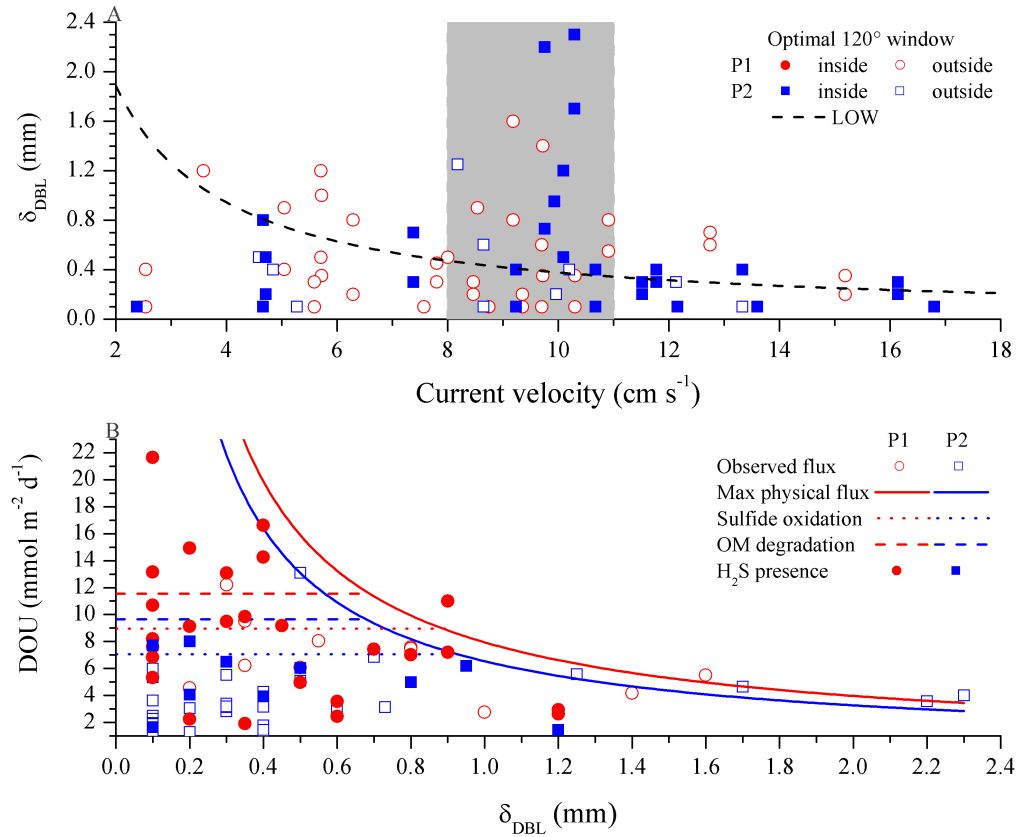 A
Optimal 120° window
P1 inside outside
P2 inside outside
LOW
2.4
2.0
1.6
1.2
0.8
0.4
0.0
δDBL (mm)
2 4 6 8 10 12 14 16 18
Current velocity (cm s-1)
B
P1 P2
Observed flux
Max physical flux
Sulfide oxidation
OM degradation
H2S presence
22
20
18
16
14
12
10
8
6
4
2
DOU (mmol m-2 d-1)
0.0 0.2 0.4 0.6 0.8 1.0 1.2 1.4 1.6 1.8 2.0 2.2 2.4
δDBL (mm)